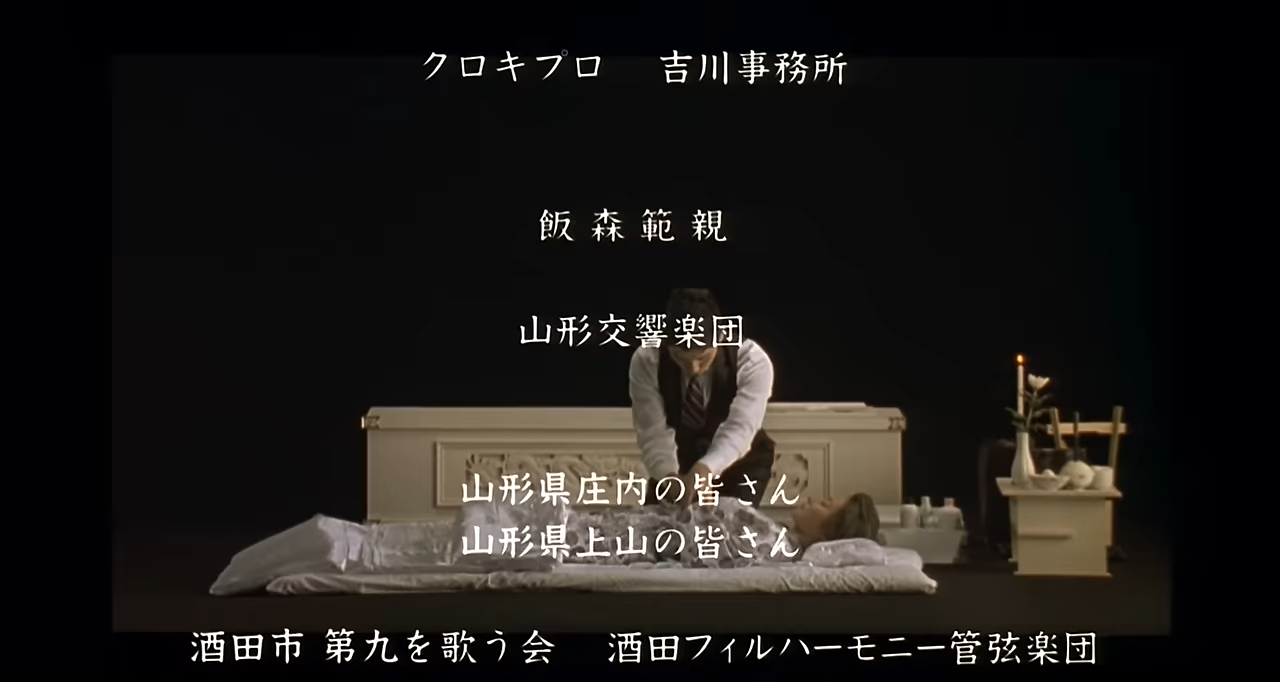 クロキプロ　吉川事務所
飯森範親
山形交響楽団
山形県庄内の皆さん
山形県上山の皆さん
酒田市 第九を歌う会　酒田フィルハーモニー管弦楽団